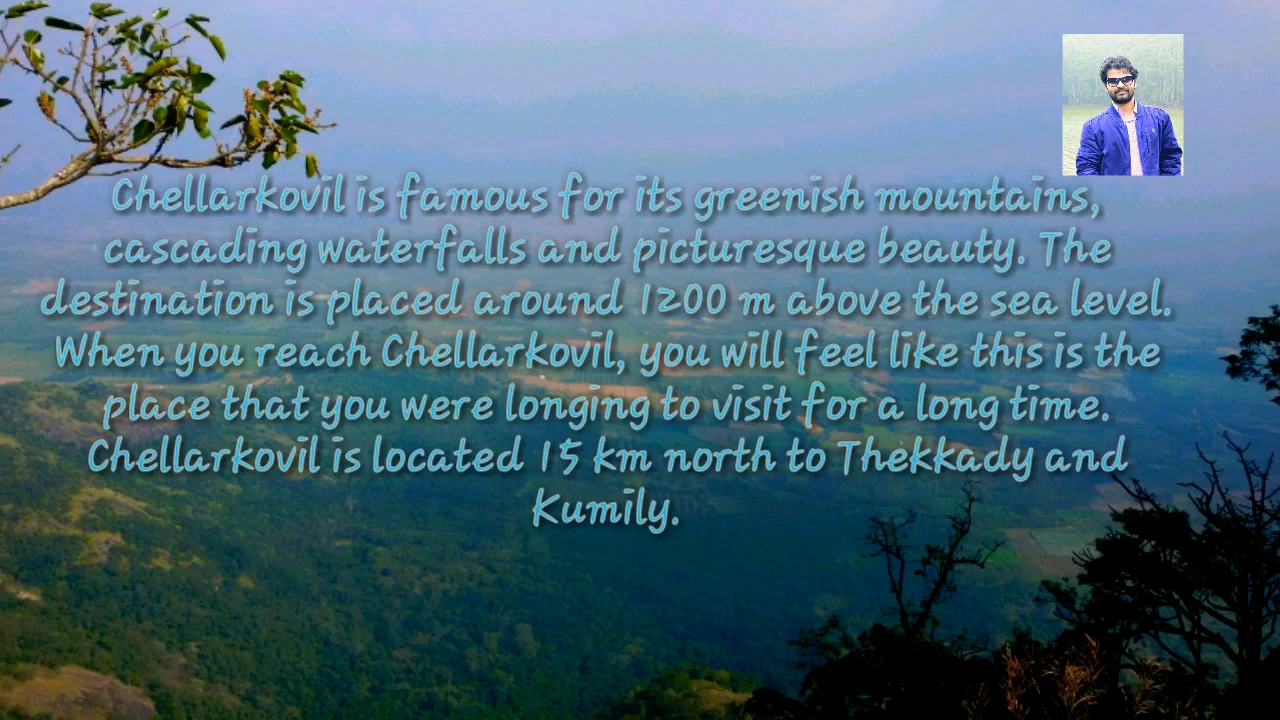 Chellarkovil is famous for its greenish mountains,
cascading waterfalls and picturesque beauty. The
destination is placed around 1200 m above the sea level.
When you reach Chellarkovil, you will feel like this is the
place that you were longing to visit for a long time.
Chellarkovil is located 15 km north to Thekkady and
Kumily.